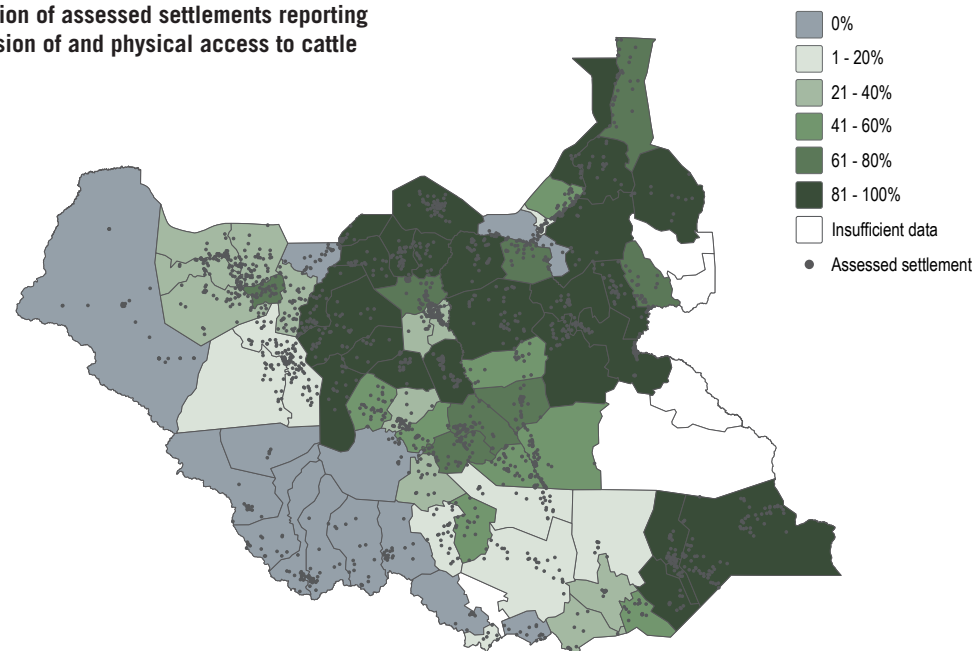 ion of assessed settlements reporting
sion of and physical access to cattle
0%
1 - 20%
21 - 40%
41 - 60%
61 - 80%
81 - 100%
Insufficient data
Assessed settlement